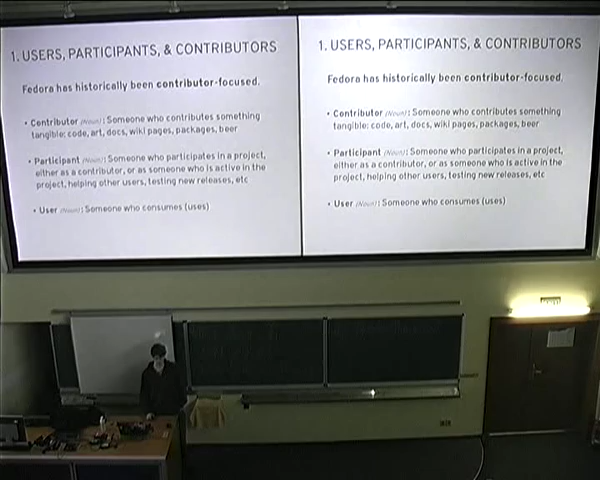 1. USERS, PARTICIPANTS, & CONTRIBUTORS
Fedora has historically been contributor-focused.
• Contributor (Noun): Someone who contributes something
tangible: code, art, docs, wiki pages, packages, beer
• Participant (Noun): Someone who participates in a project,
either as a contributor, or as someone who is active in the
project, helping other users, testing new releases, etc
• User (Noun): Someone who consumes (uses)
1. USERS, PARTICIPANTS, & CONTRIBUTORS
Fedora has historically been contributor-focused.
• Contributor (Noun): Someone who contributes something
tangible: code, art, docs, wiki pages, packages, beer
• Participant (Noun): Someone who participates in a project,
either as a contributor, or as someone who is active in the
project, helping other users, testing new releases, etc
• User (Noun): Someone who consumes (uses)